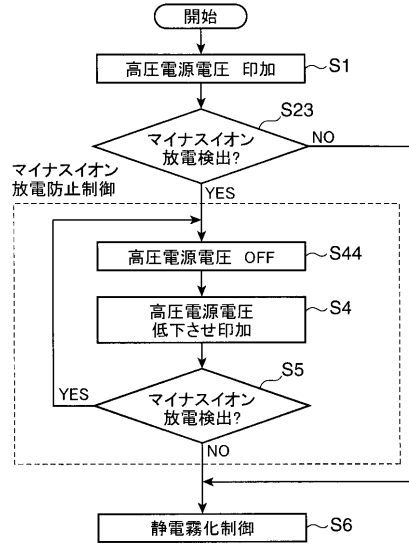 開始
高圧電源電圧 印加
S1
S23
マイナスイオン
放電検出?
NO
マイナスイオン
放電防止制御
YES
高圧電源電圧 OFF
S44
高圧電源電圧
低下させ印加
S4
S5
YES
マイナスイオン
放電検出?
NO
静電霧化制御
S6